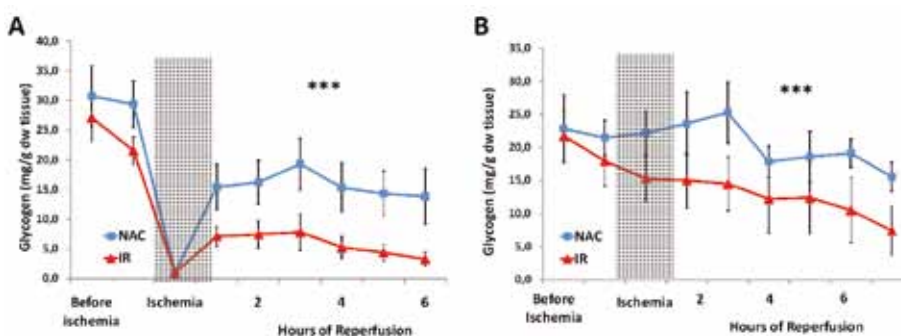 A
Glycogen (mg/g dw tissue)
40,0
35,0
30,0
25,0
20,0
15,0
10,0
5,0
0,0
***
NAC
IR
Before ischemia
Ischemia
2
4
6
Hours of Reperfusion
B
Glycogen (mg/g dw tissue)
35,0
30,0
25,0
20,0
15,0
10,0
5,0
0,0
***
NAC
IR
Before Ischemia
Ischemia
2
4
6
Hours of Reperfusion